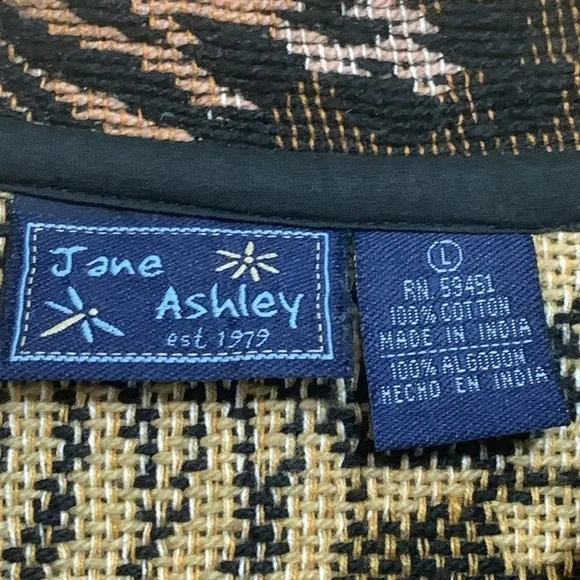 Jane
Ashley
est 1979
L
RN. 59451
100% COTTON
MADE IN INDIA
100% ALGODON
HECHO EN INDIA